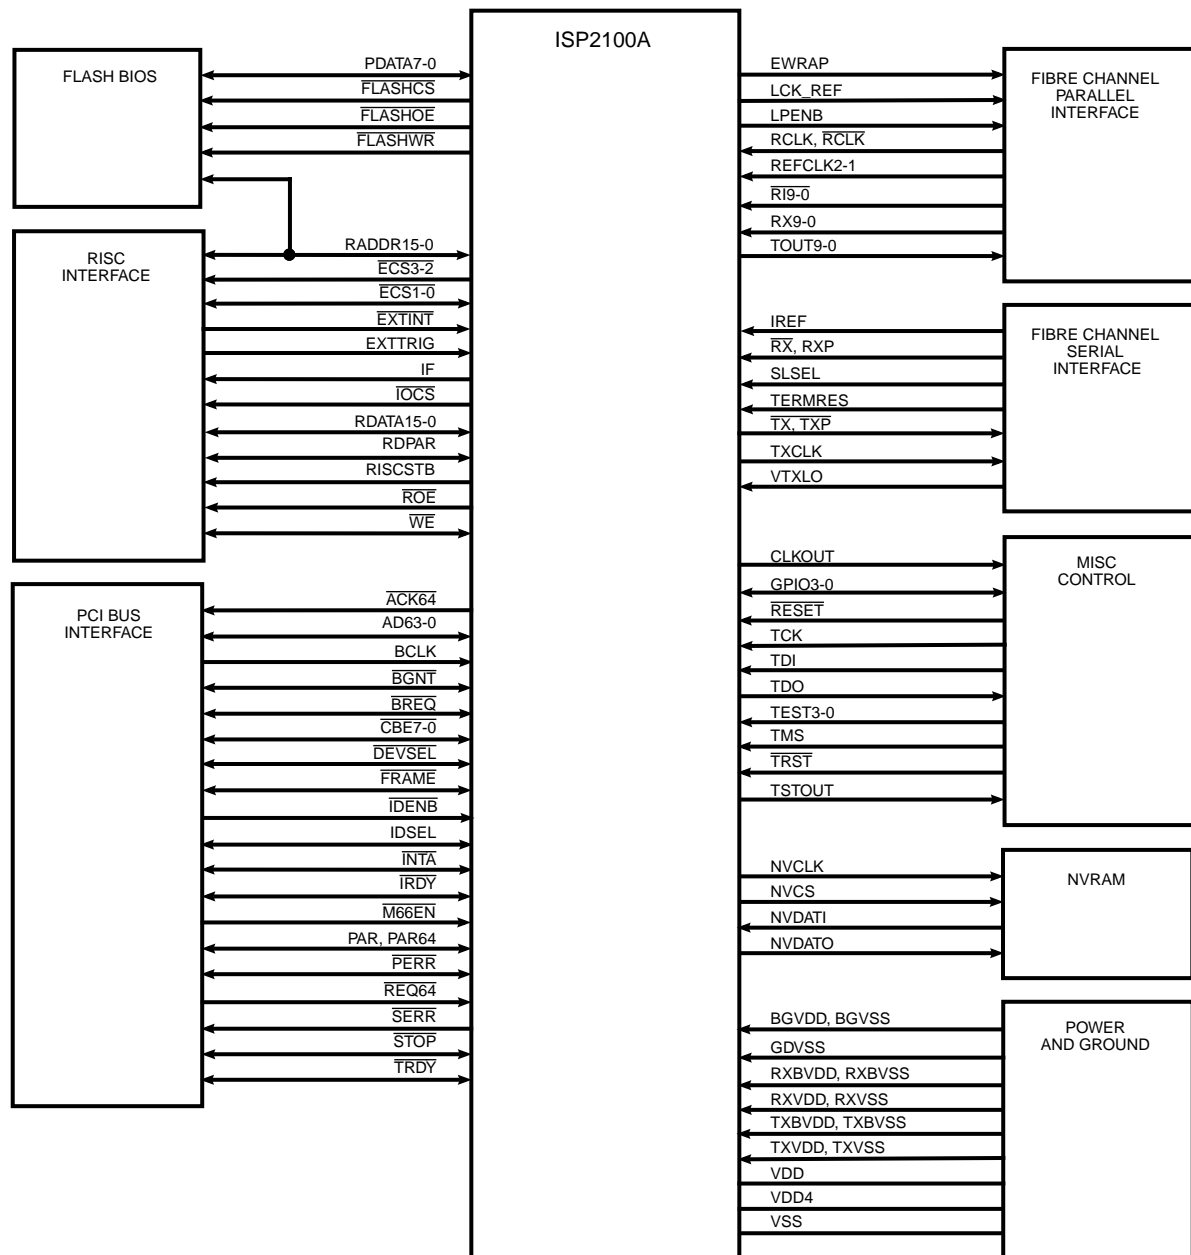 ISP2100A
FLASH BIOS
PDATA7-0
FLASHCS
FLASHOE
FLASHWR
RISC
INTERFACE
RADDR15-0
ECS3-2
ECS1-0
EXTINT
EXTTRIG
IF
IOCS
RDATA15-0
RDPAR
RISCSTB
ROE
WE
PCI BUS
INTERFACE
ACK64
AD63-0
BCLK
BGNT
BREQ
CBE7-0
DEVSEL
FRAME
IDENB
IDSEL
INTA
IRDY
M66EN
PAR, PAR64
PERR
REQ64
SERR
STOP
TRDY
EWRAP
LCK_REF
LPENB
RCLK, RCLK
REFCLK2-1
RI9-0
RX9-0
TOUT9-0
FIBRE CHANNEL
PARALLEL
INTERFACE
IREF
RX, RXP
SLSEL
TERMRES
TX, TXP
TXCLK
VTXLO
FIBRE CHANNEL
SERIAL
INTERFACE
CLKOUT
GPIO3-0
RESET
TCK
TDI
TDO
TEST3-0
TMS
TRST
TSTOUT
MISC
CONTROL
NVCLK
NVCS
NVDATI
NVDATO
NVRAM
BGVDD, BGVSS
GDVSS
RXBVDD, RXBVSS
RXVDD, RXVSS
TXBVDD, TXBVSS
TXVDD, TXVSS
VDD
VDD4
VSS
POWER
AND GROUND